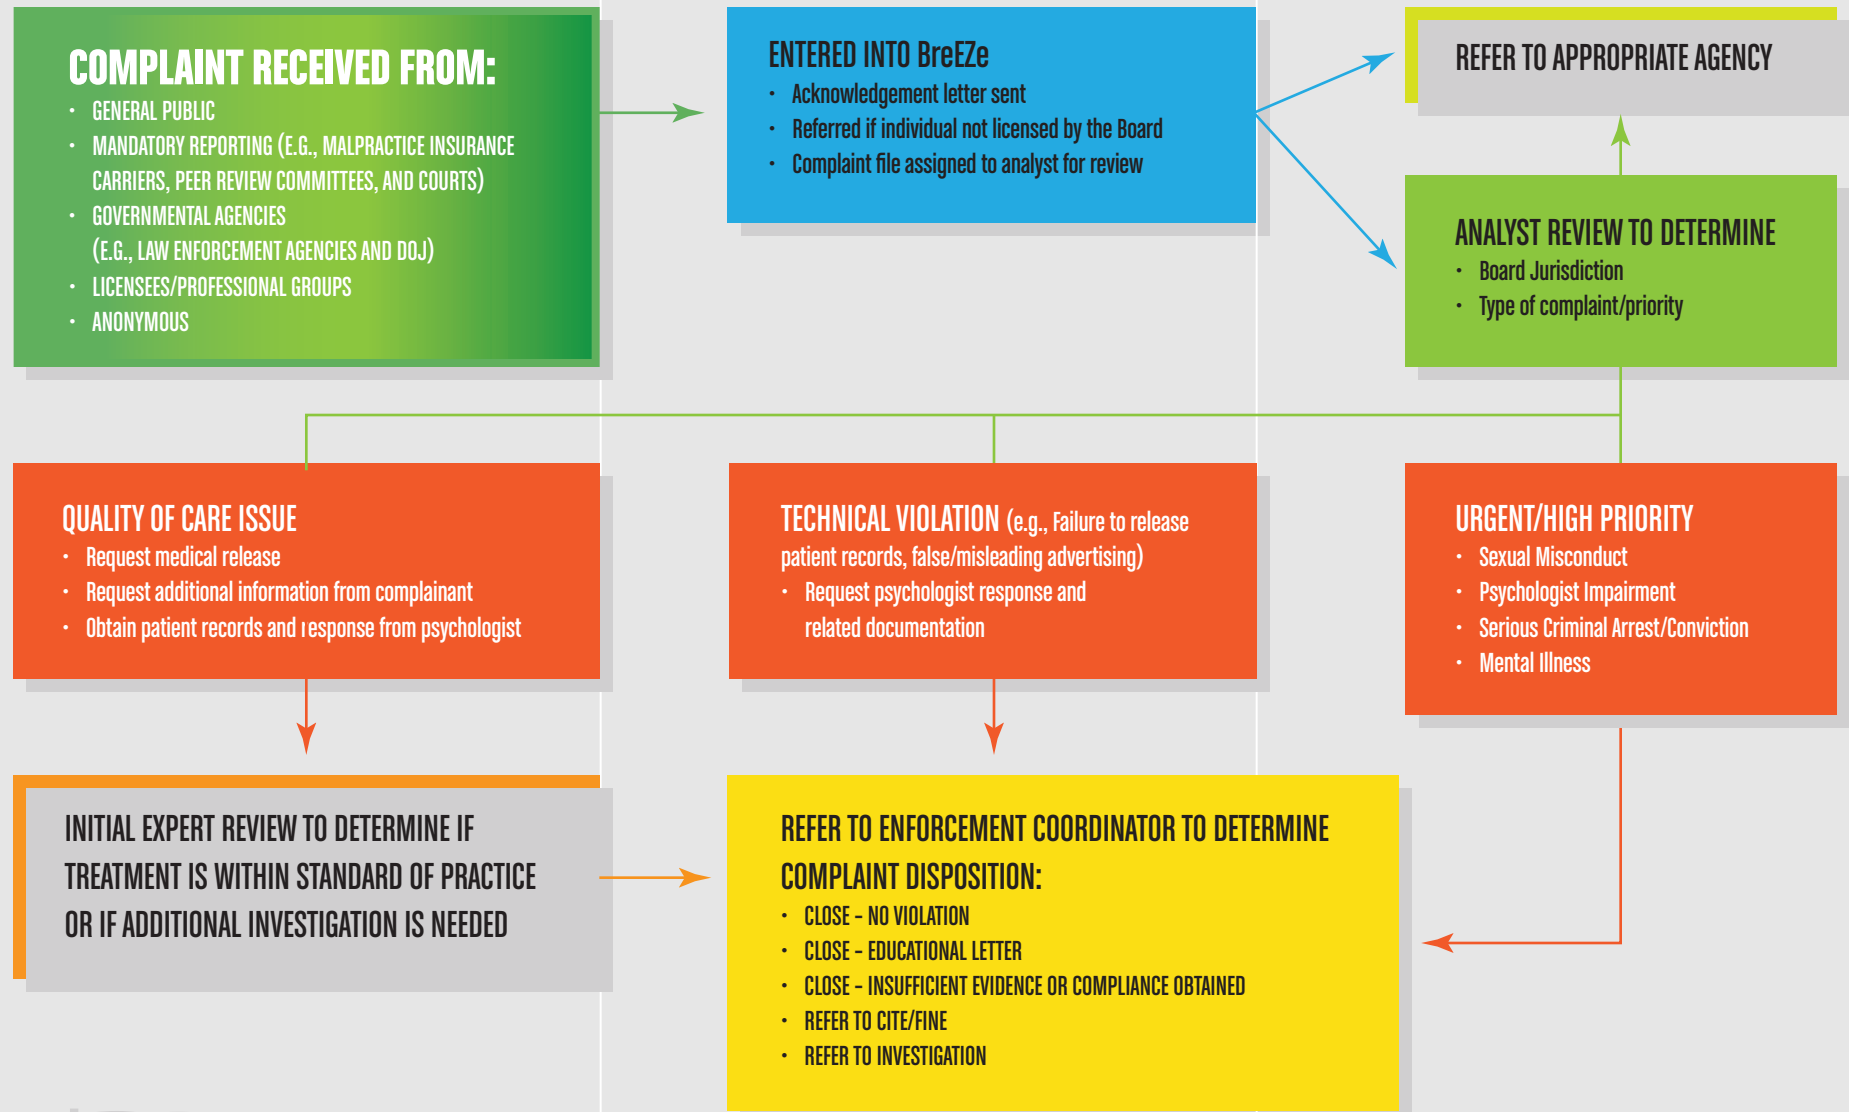 COMPLAINT RECEIVED FROM:
• GENERAL PUBLIC
• MANDATORY REPORTING (E.G., MALPRACTICE INSURANCE
CARRIERS, PEER REVIEW COMMITTEES, AND COURTS)
• GOVERNMENTAL AGENCIES
(E.G., LAW ENFORCEMENT AGENCIES AND DOJ)
• LICENSEES/PROFESSIONAL GROUPS
• ANONYMOUS
ENTERED INTO BreEZe
• Acknowledgement letter sent
• Referred if individual not licensed by the Board
• Complaint file assigned to analyst for review
REFER TO APPROPRIATE AGENCY
ANALYST REVIEW TO DETERMINE
• Board Jurisdiction
• Type of complaint/priority
QUALITY OF CARE ISSUE
• Request medical release
• Request additional information from complainant
• Obtain patient records and response from psychologist
TECHNICAL VIOLATION (e.g., Failure to release
patient records, false/misleading advertising)
• Request psychologist response and
related documentation
URGENT/HIGH PRIORITY
• Sexual Misconduct
• Psychologist Impairment
• Serious Criminal Arrest/Conviction
• Mental Illness
INITIAL EXPERT REVIEW TO DETERMINE IF
TREATMENT IS WITHIN STANDARD OF PRACTICE
OR IF ADDITIONAL INVESTIGATION IS NEEDED
REFER TO ENFORCEMENT COORDINATOR TO DETERMINE
COMPLAINT DISPOSITION:
• CLOSE – NO VIOLATION
• CLOSE – EDUCATIONAL LETTER
• CLOSE – INSUFFICIENT EVIDENCE OR COMPLIANCE OBTAINED
• REFER TO CITE/FINE
• REFER TO INVESTIGATION